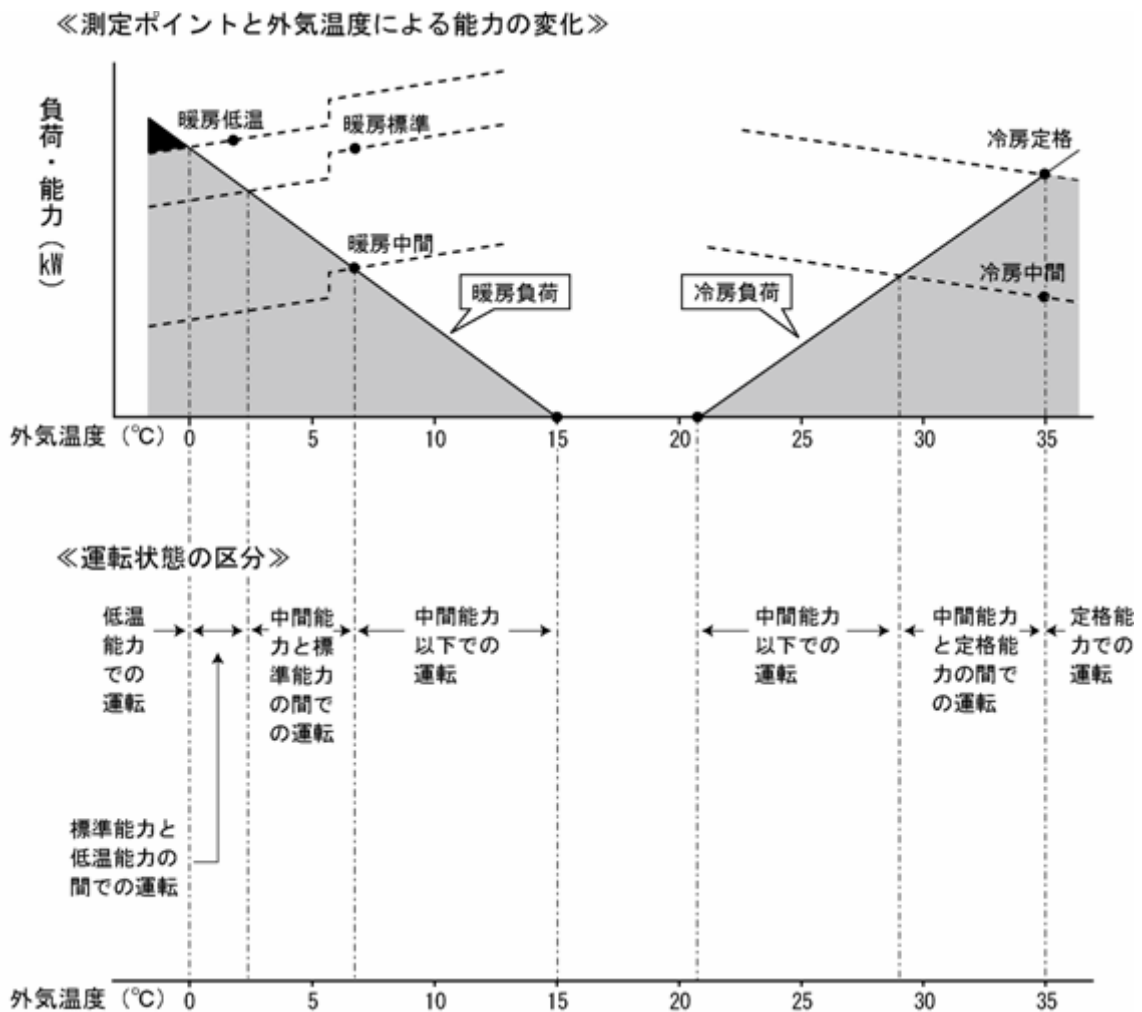 ≪測定ポイントと外気温度による能力の変化≫
負荷・能力(kW)
暖房低温
暖房標準
暖房中間
暖房負荷
冷房負荷
冷房定格
冷房中間
外気温度 (℃) 0 5 10 15 20 25 30 35
≪運転状態の区分≫
低温
能力
での
運転
中間能
力と標
準能力
の間で
の運転
中間能力
以下での
運転
中間能力
以下での
運転
中間能力
と定格能
力の間で
の運転
定格能
力での
運転
標準能力と
低温能力の
間での運転
外気温度 (℃) 0 5 10 15 20 25 30 35